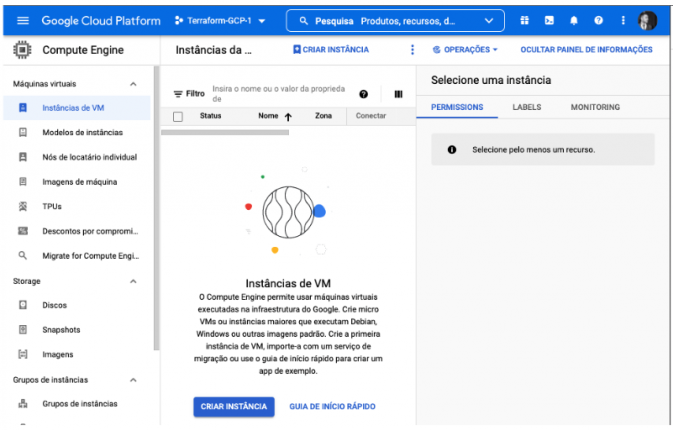 Google Cloud Platform
Terraform-GCP-1
Pesquisa Produtos, recursos, d...
Compute Engine
Instâncias da ...
CRIAR INSTÂNCIA
OPERAÇÕES
OCULTAR PAINEL DE INFORMAÇÕES
Máquinas virtuais
Instâncias de VM
Modelos de instâncias
Nós de locatário individual
Imagens de máquina
TPUs
Descontos por compromi...
Migrate for Compute Engi...
Storage
Discos
Snapshots
Imagens
Grupos de instâncias
Grupos de instâncias
Filtro
Insira o nome ou o valor da proprieda
de
Status Nome Zona Conectar
Instâncias de VM
O Compute Engine permite usar máquinas virtuais
executadas na infraestrutura do Google. Crie micro
VMs ou instâncias maiores que executam Debian,
Windows ou outras imagens padrão. Crie a primeira
instância de VM, importe-a com um serviço de
migração ou use o guia de início rápido para criar um
app de exemplo.
CRIAR INSTÂNCIA
GUIA DE INÍCIO RÁPIDO
Selecione uma instância
PERMISSIONS LABELS MONITORING
Selecione pelo menos um recurso.